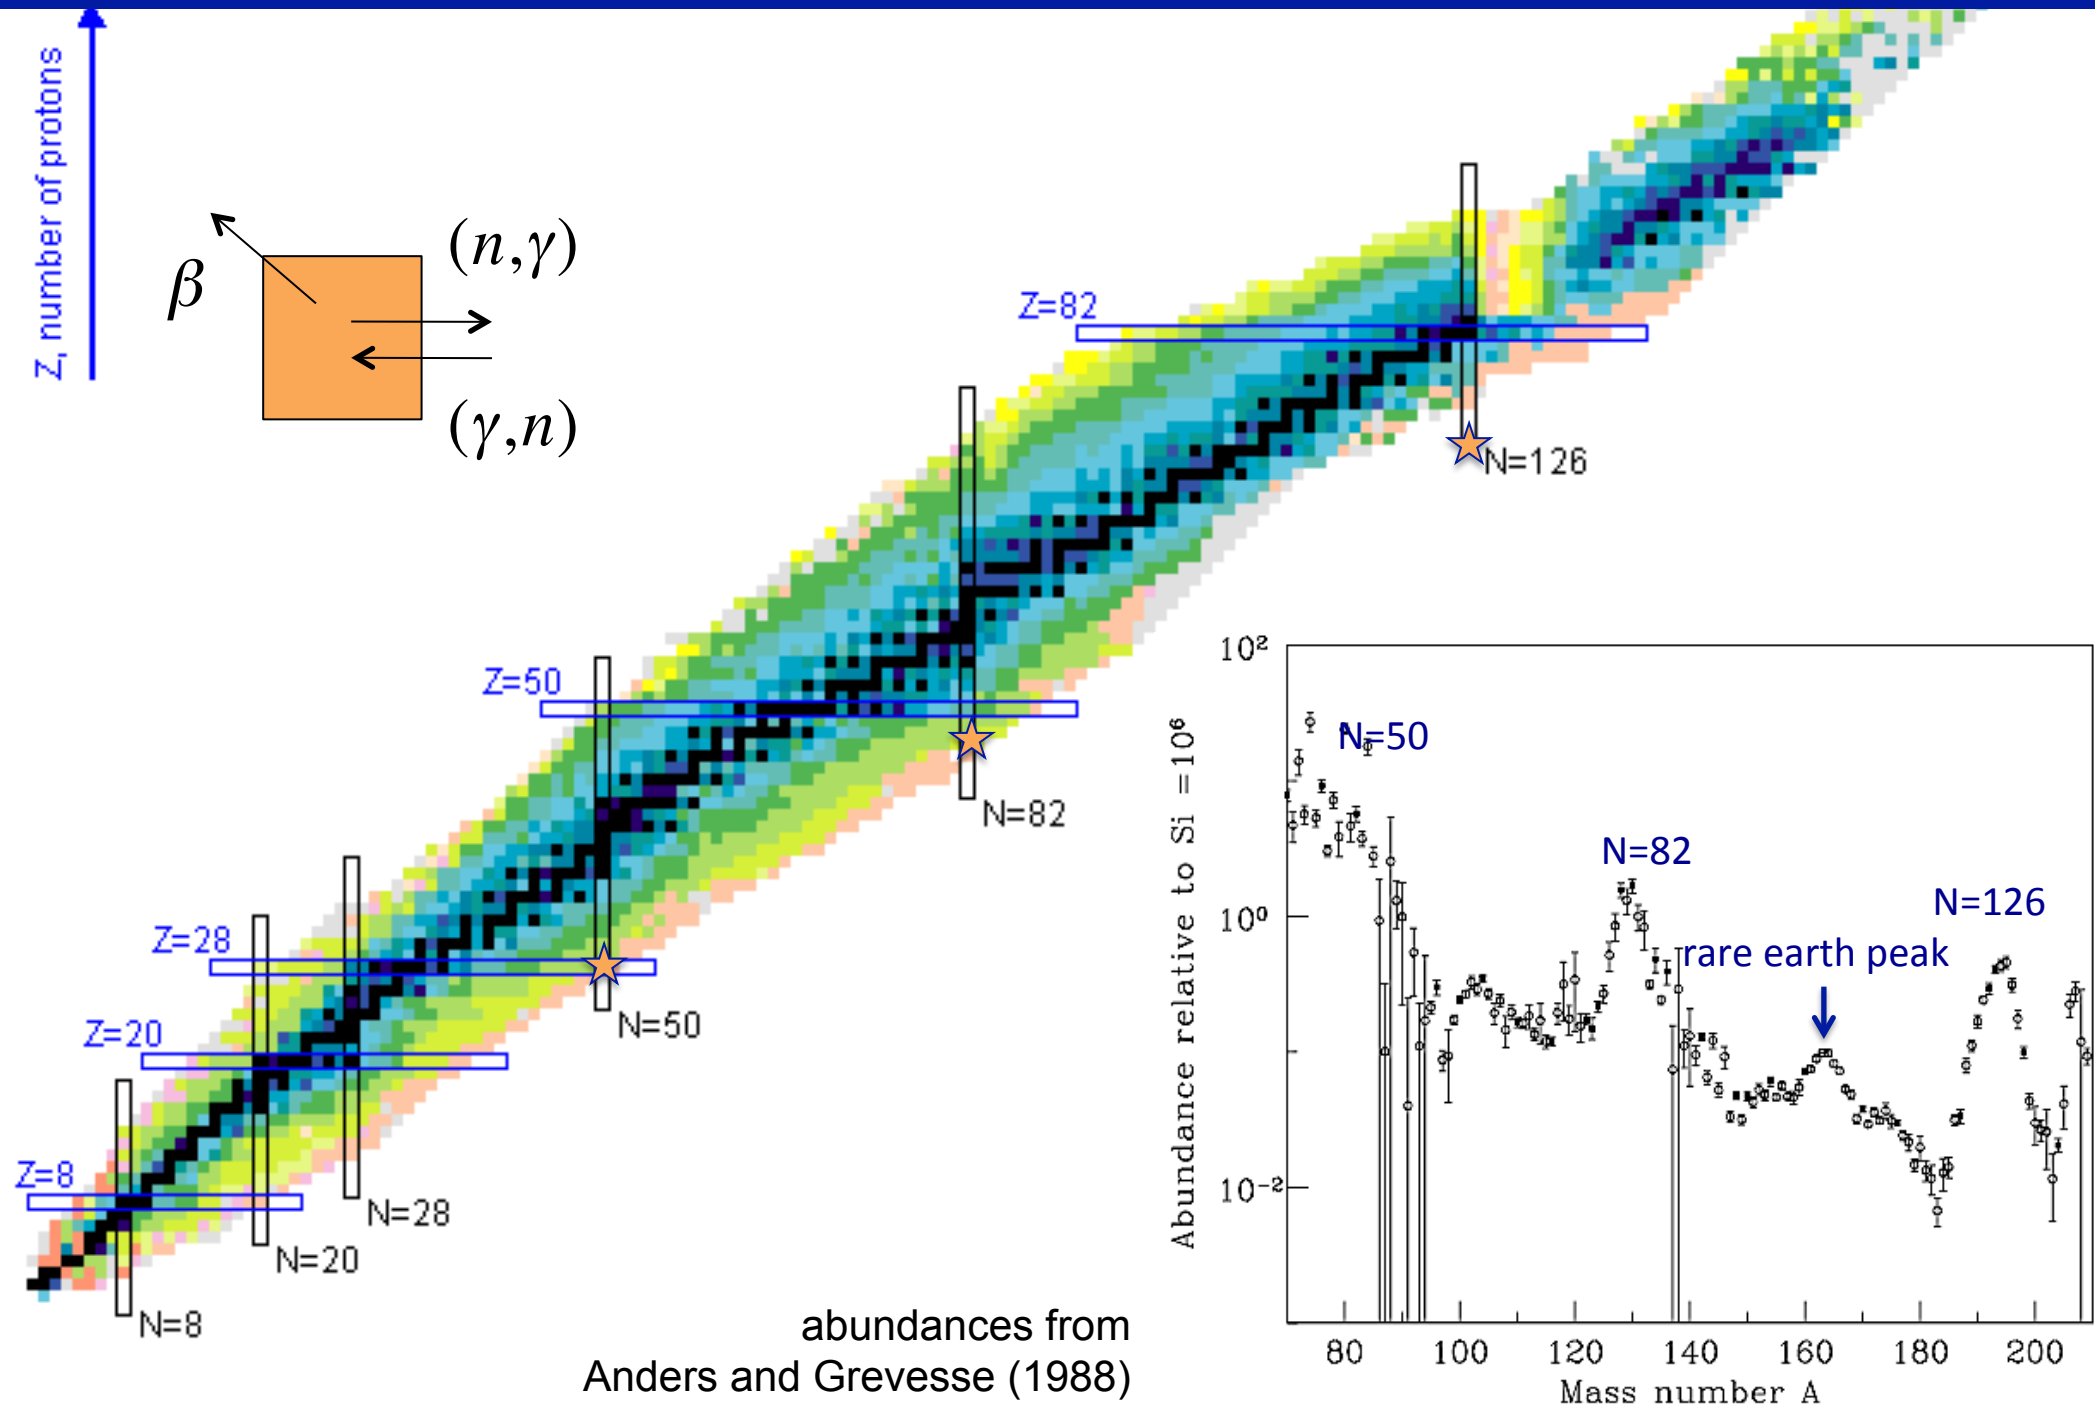 Z, number of protons
β
(n,γ)
(γ,n)
Z=82
N=126
Z=50
N=82
Z=28
N=50
Z=20
N=28
Z=8
N=20
N=8
abundances from
Anders and Grevesse (1988)
Abundance relative to Si =10⁶
10²
10⁰
10⁻²
N=50
N=82
N=126
rare earth peak
80 100 120 140 160 180 200
Mass number A